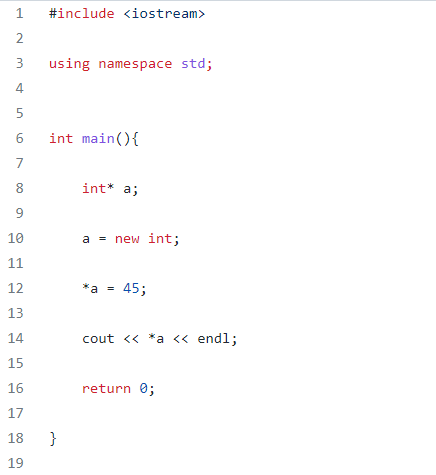 1 #include <iostream>
2
3 using namespace std;
4
5
6 int main(){
7
8 int* a;
9
10 a = new int;
11
12 *a = 45;
13
14 cout << *a << endl;
15
16 return 0;
17
18 }
19